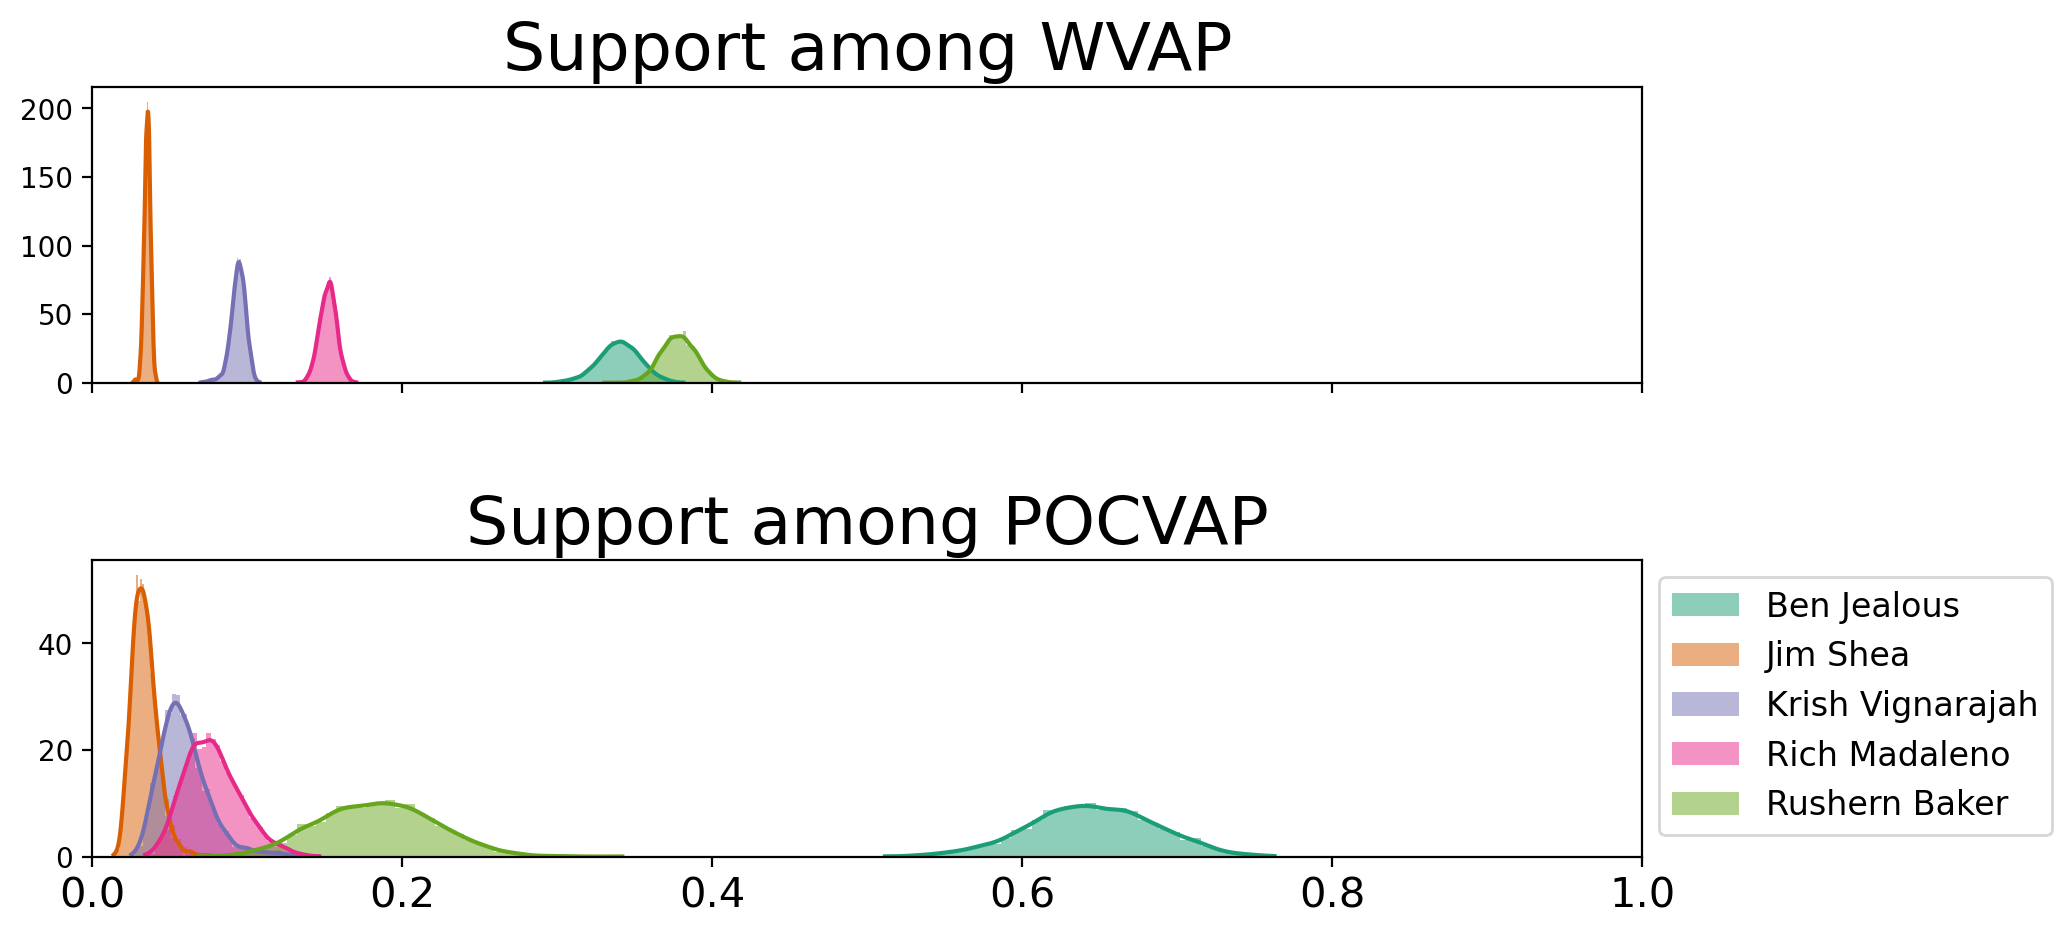 Support among WVAP
200
150
100
50
0
Support among POCVAP
40
20
0
0.0 0.2 0.4 0.6 0.8 1.0
Ben Jealous
Jim Shea
Krish Vignarajah
Rich Madaleno
Rushern Baker